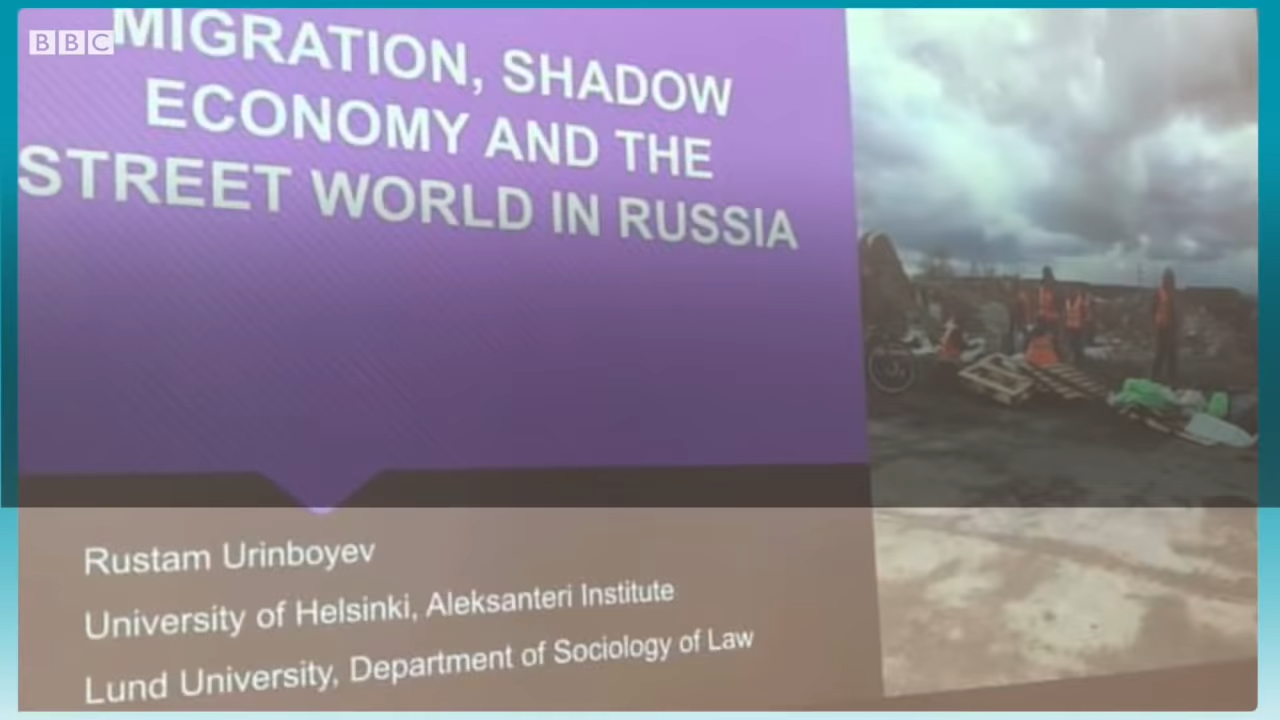 BBC
MIGRATION, SHADOW
ECONOMY AND THE
STREET WORLD IN RUSSIA
Rustam Urinboyev
University of Helsinki, Aleksanteri Institute
Lund University, Department of Sociology of Law